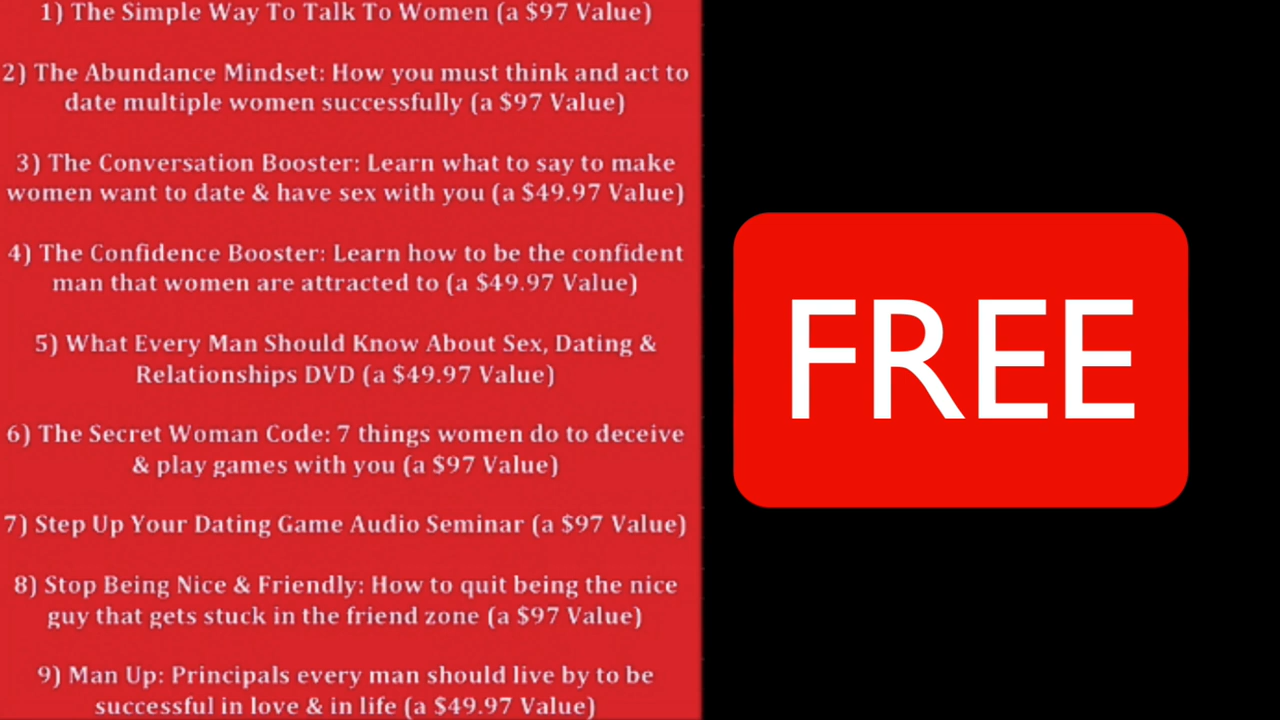 1) The Simple Way To Talk To Women (a $97 Value)
2) The Abundance Mindset: How you must think and act to
date multiple women successfully (a $97 Value)
3) The Conversation Booster: Learn what to say to make
women want to date & have sex with you (a $49.97 Value)
4) The Confidence Booster: Learn how to be the confident
man that women are attracted to (a $49.97 Value)
5) What Every Man Should Know About Sex, Dating &
Relationships DVD (a $49.97 Value)
6) The Secret Woman Code: 7 things women do to deceive
& play games with you (a $97 Value)
7) Step Up Your Dating Game Audio Seminar (a $97 Value)
8) Stop Being Nice & Friendly: How to quit being the nice
guy that gets stuck in the friend zone (a $97 Value)
9) Man Up: Principals every man should live by to be
successful in love & in life (a $49.97 Value)
FREE